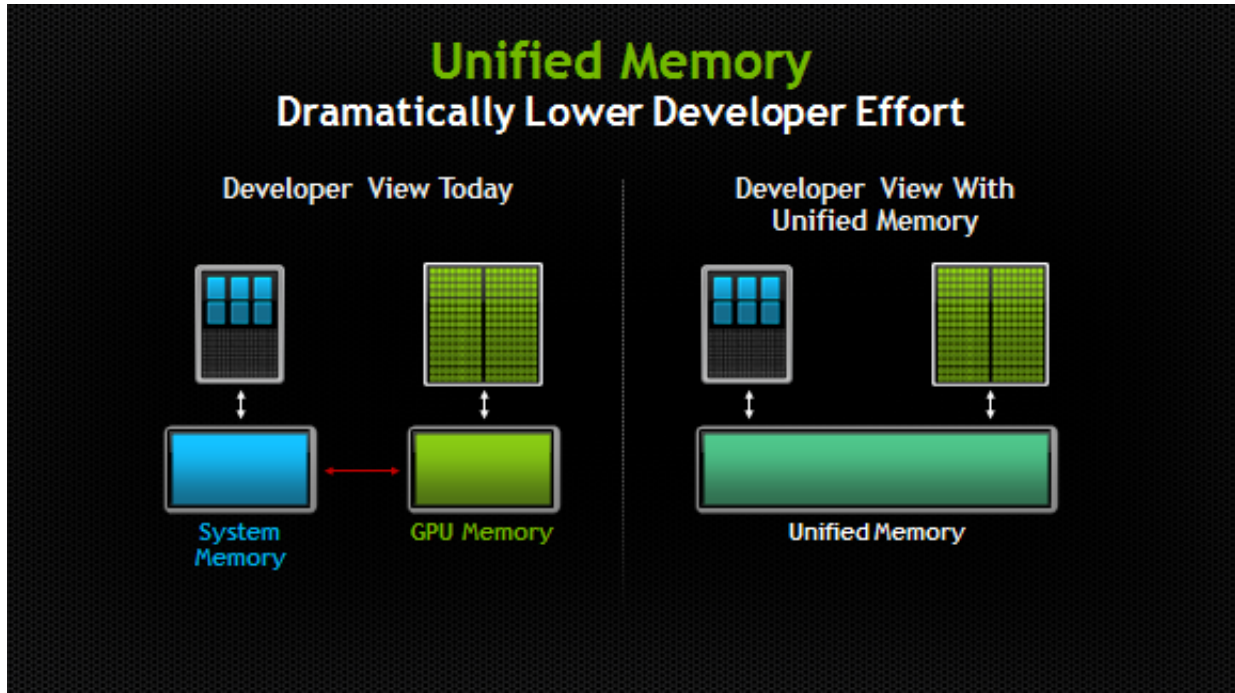 Unified Memory
Dramatically Lower Developer Effort
Developer View Today
Developer View With
Unified Memory
System
Memory
GPU Memory
Unified Memory